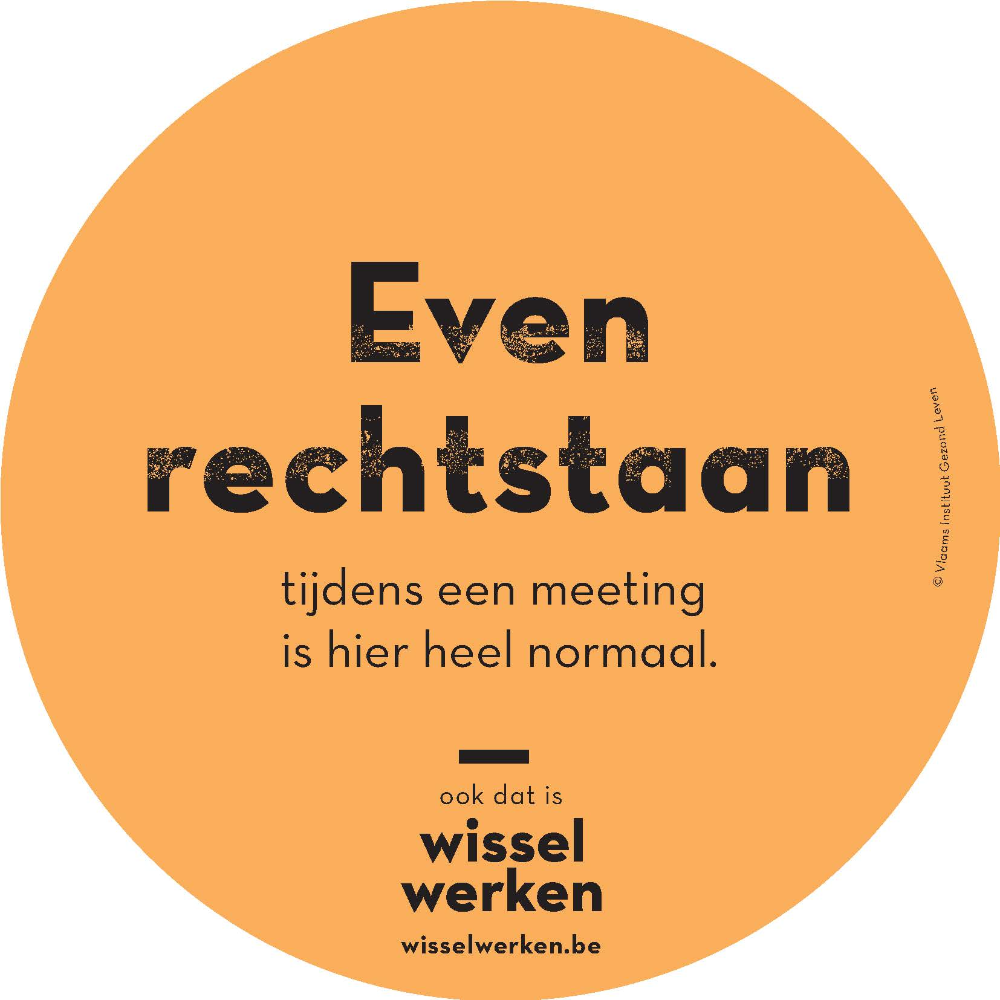 Even
rechtstaan
tijdens een meeting
is hier heel normaal.
ook dat is
wissel
werken
wisselwerken.be
© Vlaams Instituut Gezond Leven